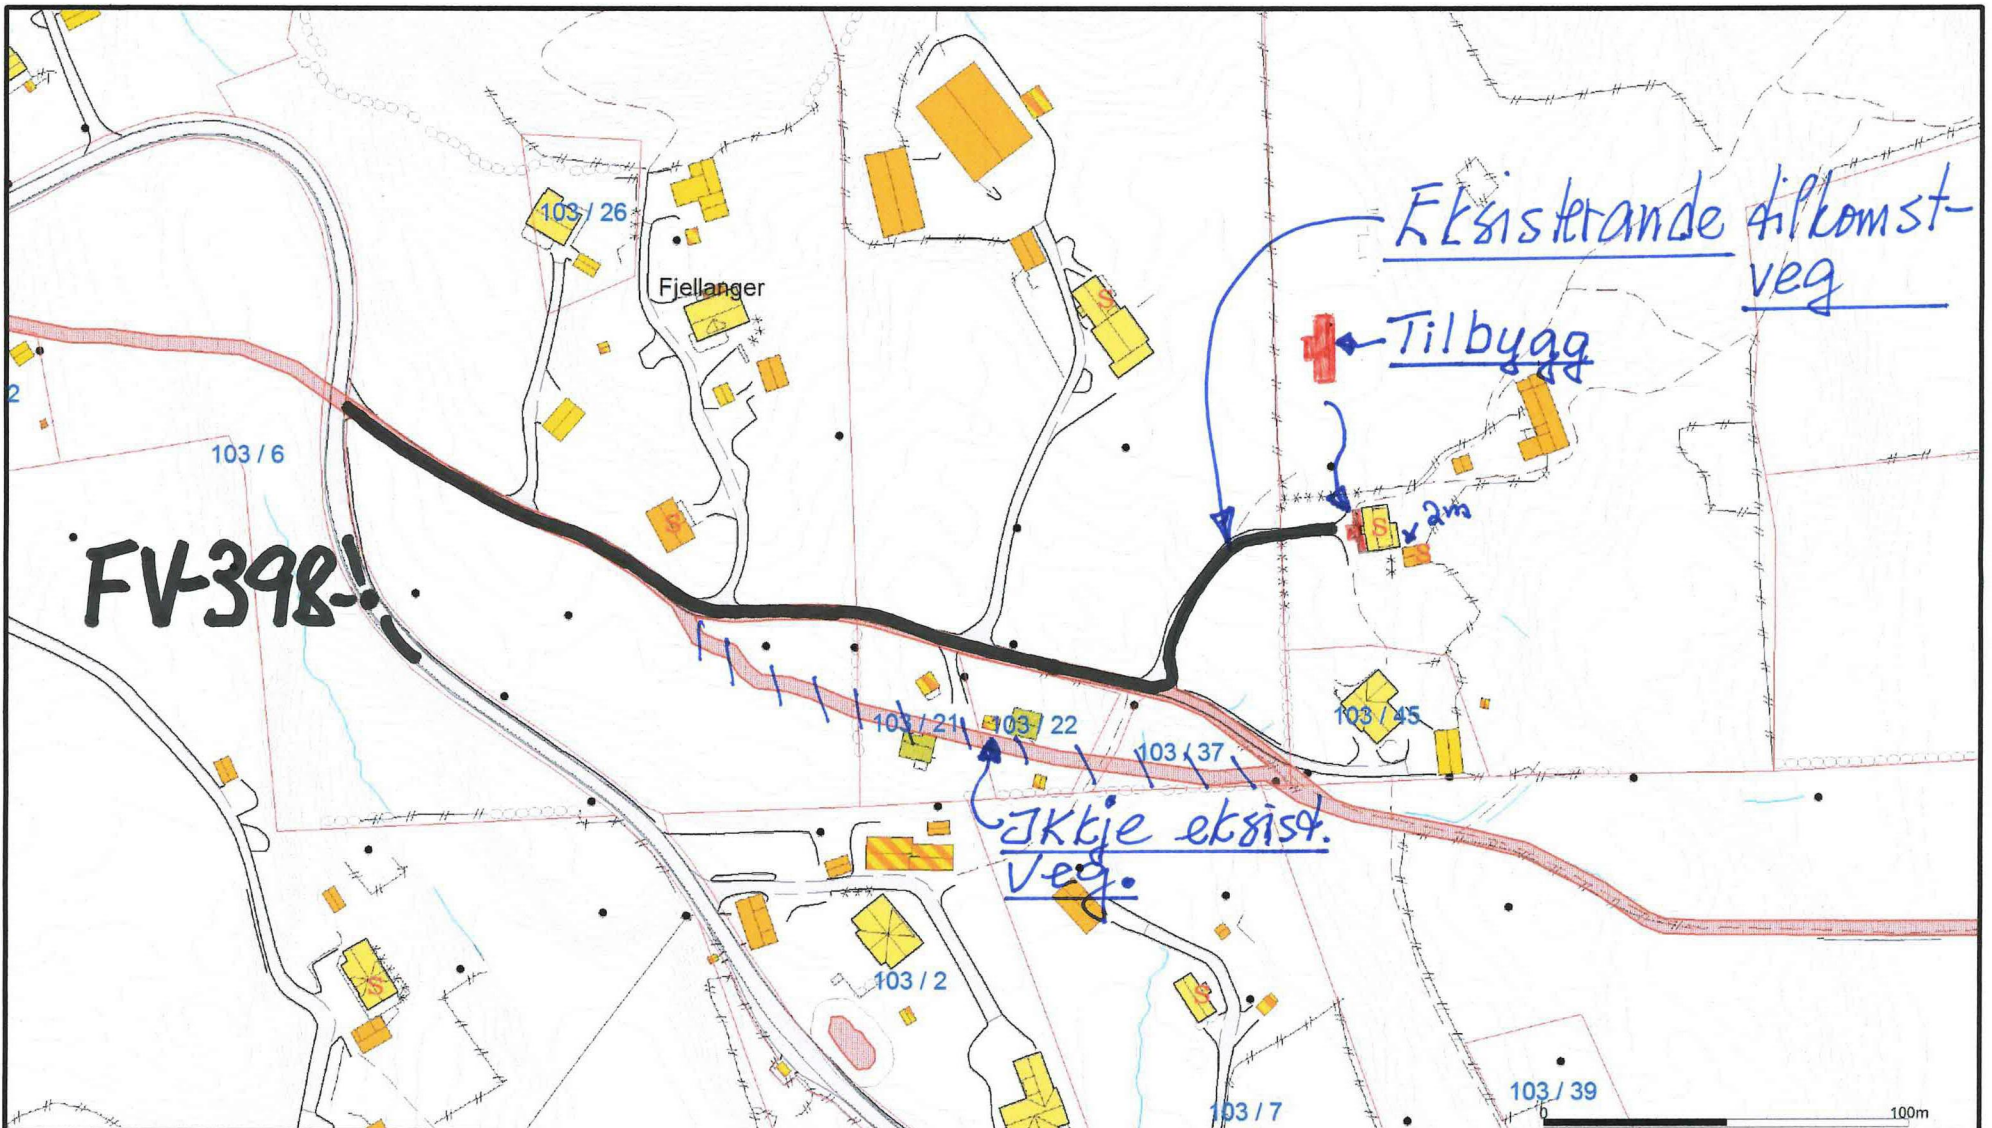 103 / 26
Eksisterande tilkomst-
veg
Fjellanger
S
Tilbygg
2
103 / 6
S
S
2m
S
FV-398
103 / 21
103 / 22
103 / 45
103 / 37
Ikkje eksist.
veg.
S
103 / 2
S
103 / 39
103 / 7
0
100m